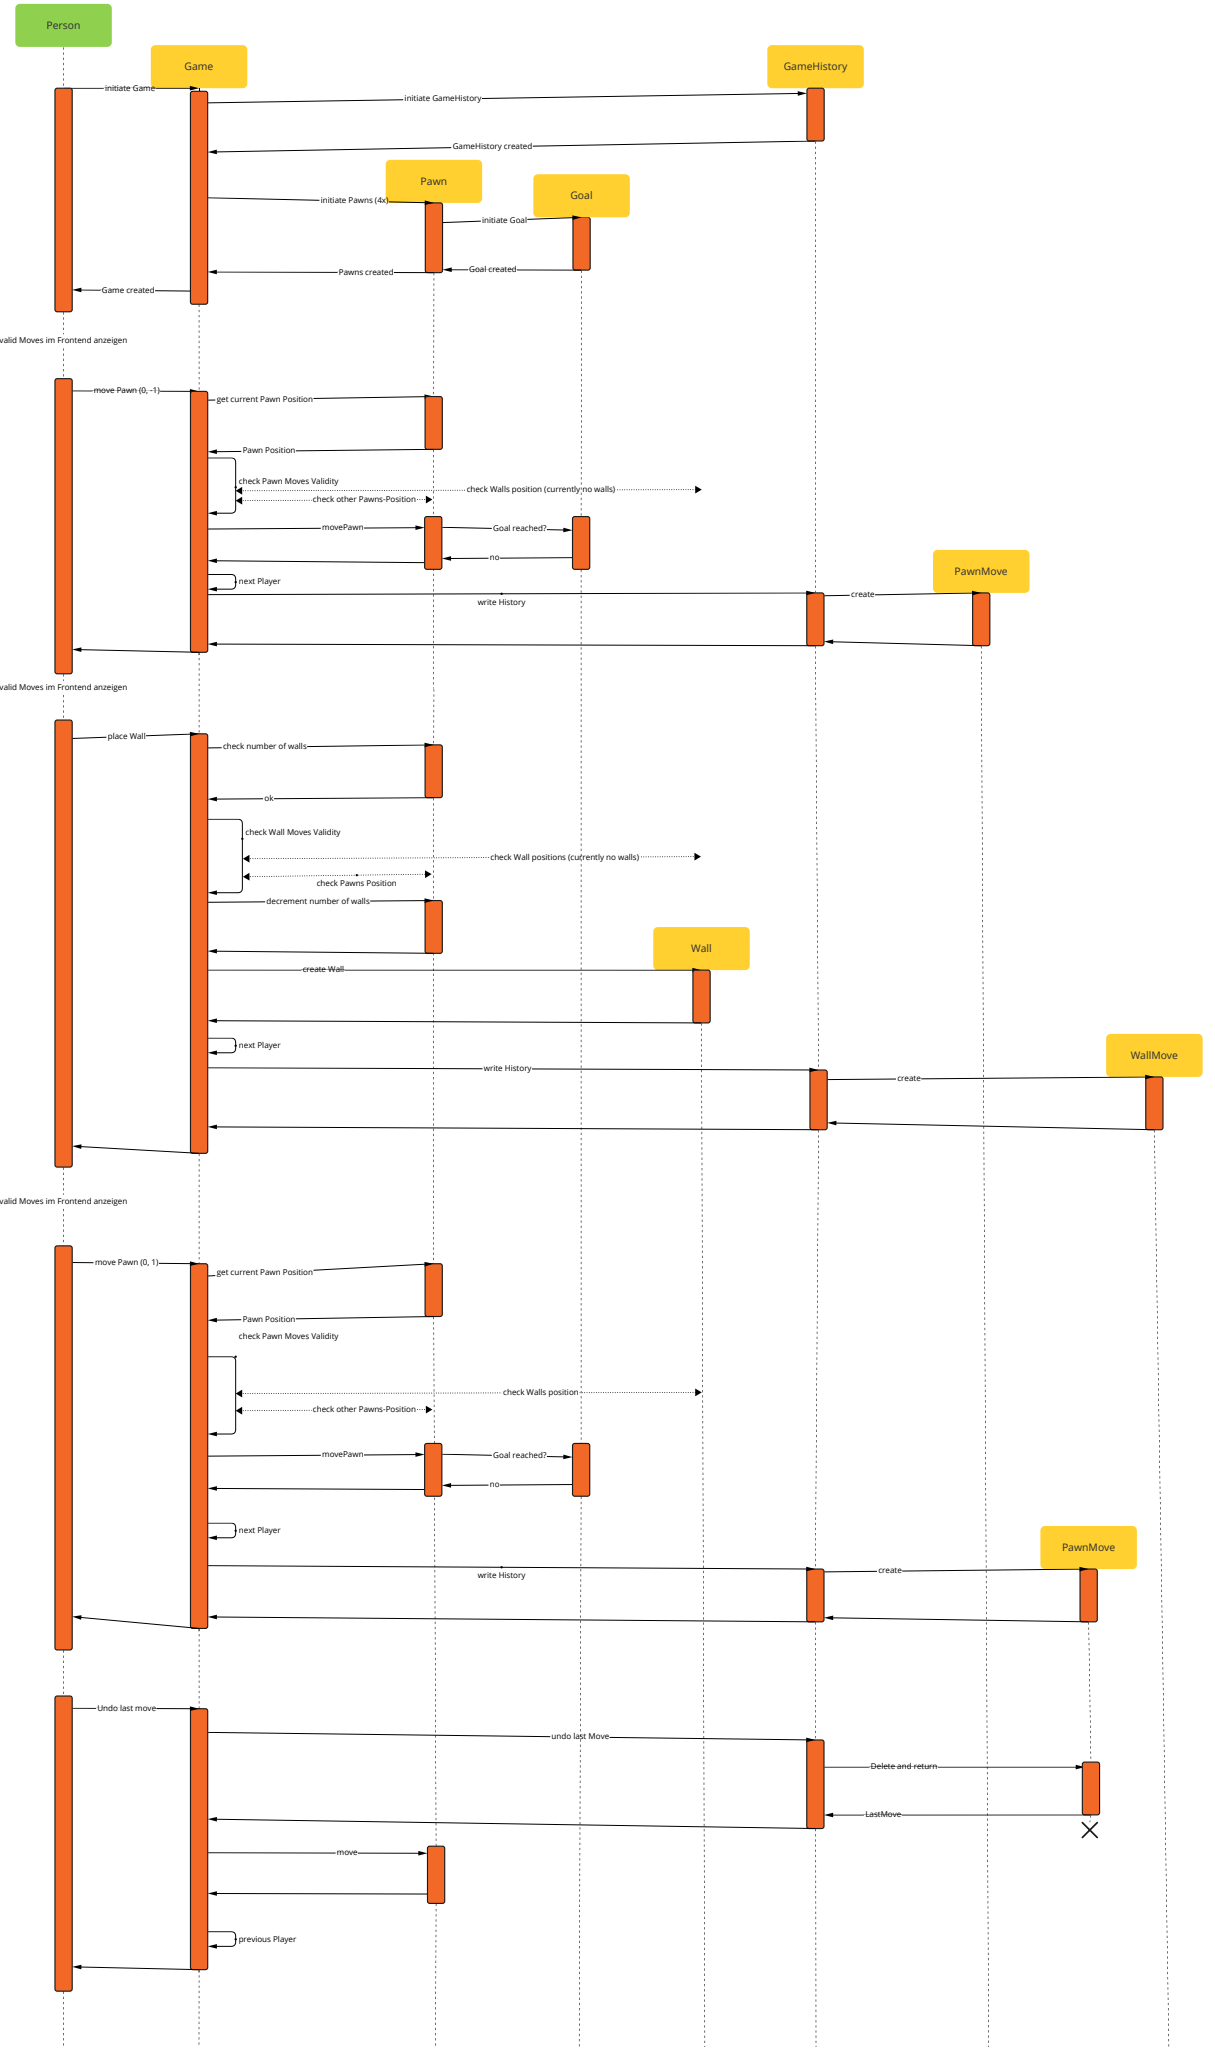 Person
Game
GameHistory
initiate Game
initiate GameHistory
GameHistory created
Pawn
Goal
initiate Pawns (4x)
initiate Goal
Pawns created
Goal created
Game created
valid Moves im Frontend anzeigen
move Pawn (0, -1)
get current Pawn Position
Pawn Position
check Pawn Moves Validity
check Walls position (currently no walls)
check other Pawns-Position
movePawn
Goal reached?
no
PawnMove
next Player
create
write History
valid Moves im Frontend anzeigen
place Wall
check number of walls
ok
check Wall Moves Validity
check Wall positions (currently no walls)
check Pawns Position
decrement number of walls
Wall
create Wall
next Player
WallMove
write History
create
valid Moves im Frontend anzeigen
move Pawn (0, 1)
get current Pawn Position
Pawn Position
check Pawn Moves Validity
check Walls position
check other Pawns-Position
movePawn
Goal reached?
no
next Player
PawnMove
create
write History
Undo last move
undo last Move
Delete and return
LastMove
move
previous Player